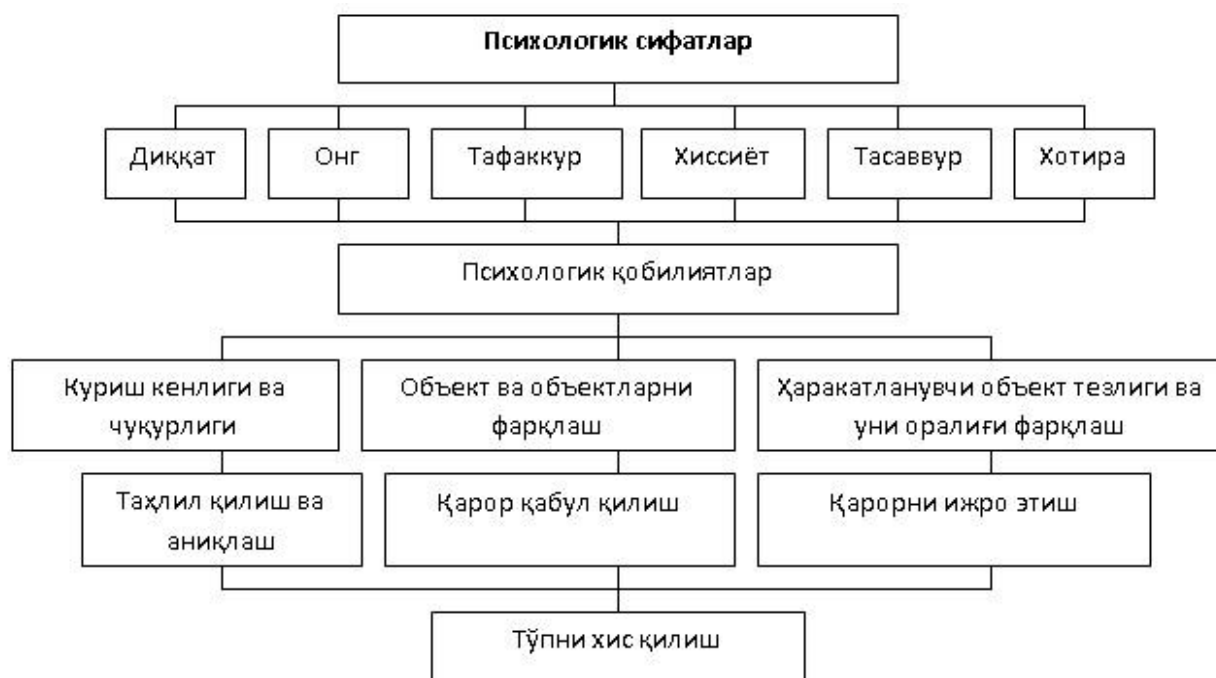 Психологик сифатлар
Диққат
Онг
Тафаккур
Хиссиёт
Тасаввур
Хотира
Психологик қобилиятлар
Куриш кенлиги ва
чуқурлиги
Объект ва объектларни
фарқлаш
Ҳаракатланувчи объект тезлиги ва
уни оралиғи фарқлаш
Таҳлил қилиш ва
аниқлаш
Қарор қабул қилиш
Қарорни ижро этиш
Тўпни хис қилиш